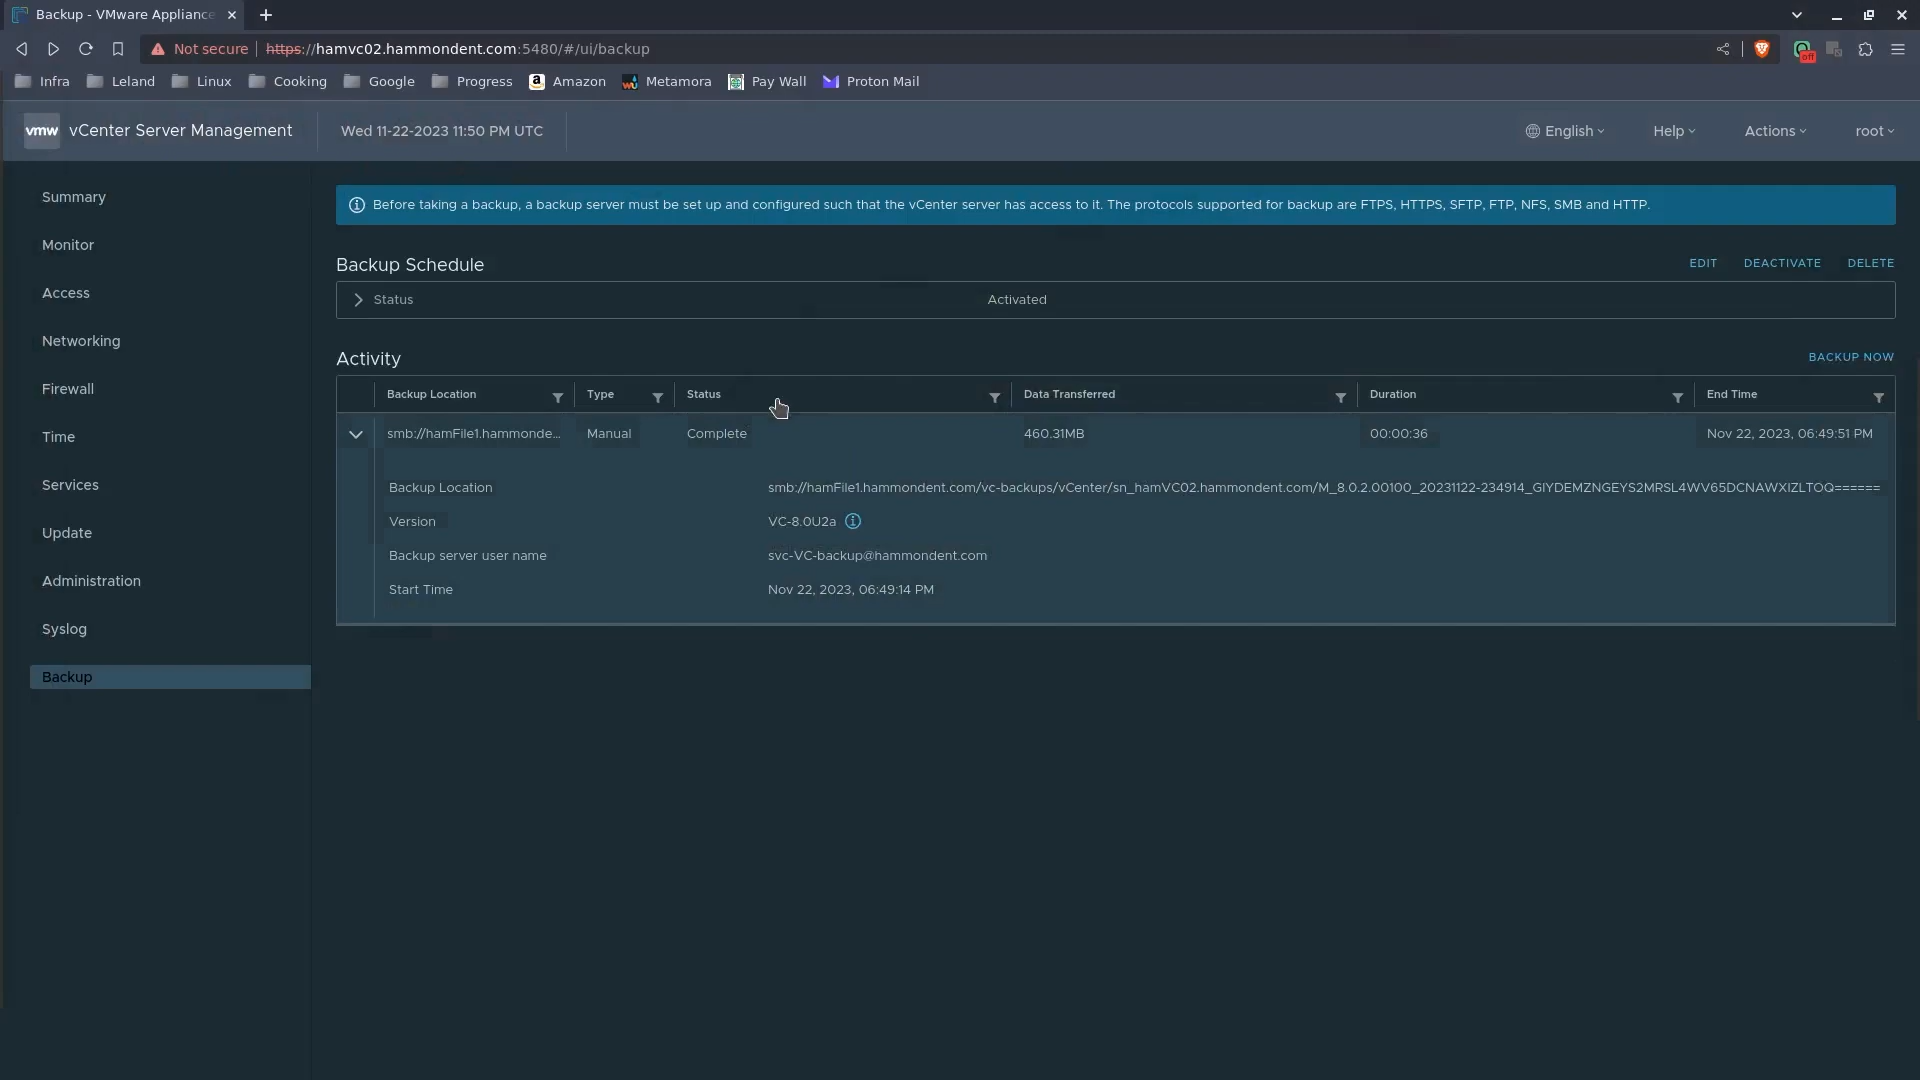 Backup - VMware Appliance
Not secure
https://hamvc02.hammondent.com:5480/#/ui/backup
off
Infra Leland Linux Cooking Google Progress Amazon Metamora Pay Wall Proton Mail
vmw vCenter Server Management Wed 11-22-2023 11:50 PM UTC English Help Actions root
Summary
Monitor
Access
Networking
Firewall
Time
Services
Update
Administration
Syslog
Backup
Before taking a backup, a backup server must be set up and configured such that the vCenter server has access to it. The protocols supported for backup are FTPS, HTTPS, SFTP, FTP, NFS, SMB and HTTP.
Backup Schedule EDIT DEACTIVATE DELETE
Status Activated
Activity BACKUP NOW
Backup Location Type Status Data Transferred Duration End Time
smb://hamFile1.hammonde... Manual Complete 460.31MB 00:00:36 Nov 22, 2023, 06:49:51 PM
Backup Location smb://hamFile1.hammondent.com/vc-backups/vCenter/sn_hamVC02.hammondent.com/M_8.0.2.00100_20231122-234914_GIYDEMZNGEYS2MRSL4WV65DCNAWXIZLTOQ======
Version VC-8.0U2a
Backup server user name svc-VC-backup@hammondent.com
Start Time Nov 22, 2023, 06:49:14 PM